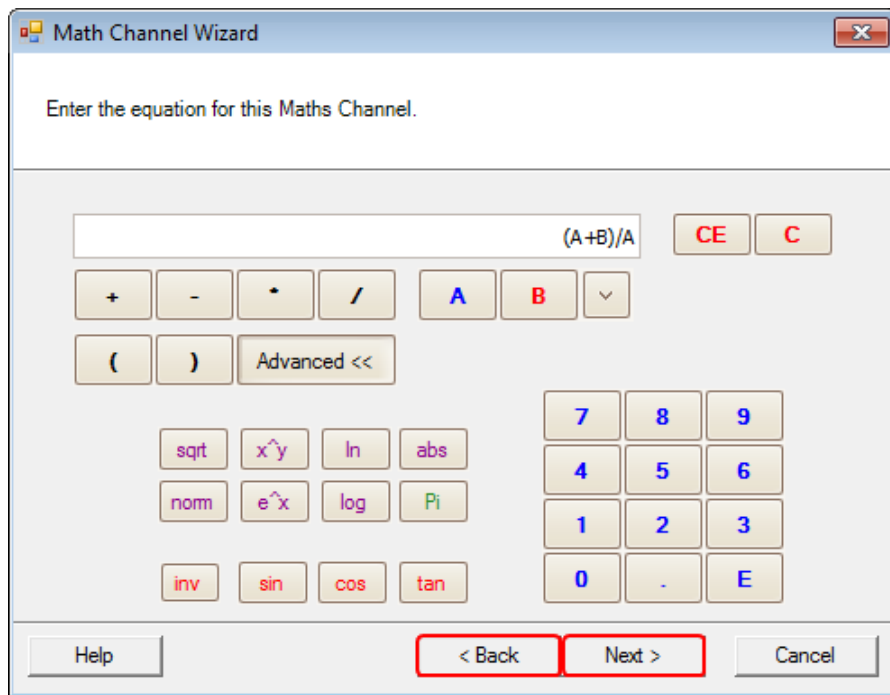 Math Channel Wizard
Enter the equation for this Maths Channel.
(A+B)/A CE C
+ - * / A B
( ) Advanced <<
7 8 9
sqrt x^y ln abs
4 5 6
norm e^x log Pi
1 2 3
inv sin cos tan 0 . E
Help < Back Next > Cancel